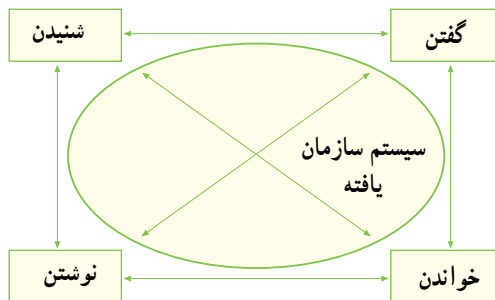 گفتن
شنیدن
سیستم سازمان
یافته
خواندن
نوشتن